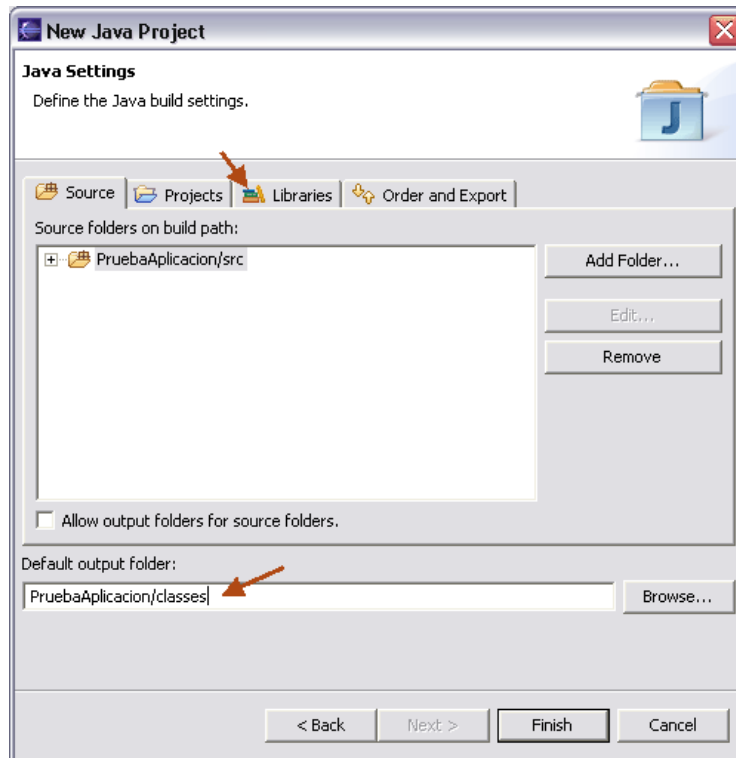 New Java Project
Java Settings
Define the Java build settings.
Source Projects Libraries Order and Export
Source folders on build path:
PruebaAplicacion/src
Add Folder...
Edit...
Remove
Allow output folders for source folders.
Default output folder:
PruebaAplicacion/classes
Browse...
< Back Next > Finish Cancel